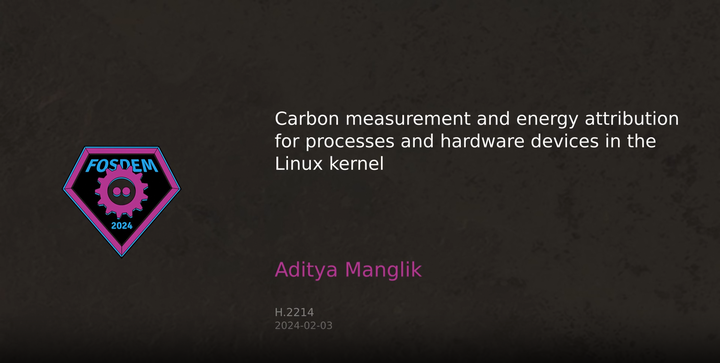 FOSDEM
2024
Carbon measurement and energy attribution
for processes and hardware devices in the
Linux kernel
Aditya Manglik
H.2214
2024-02-03